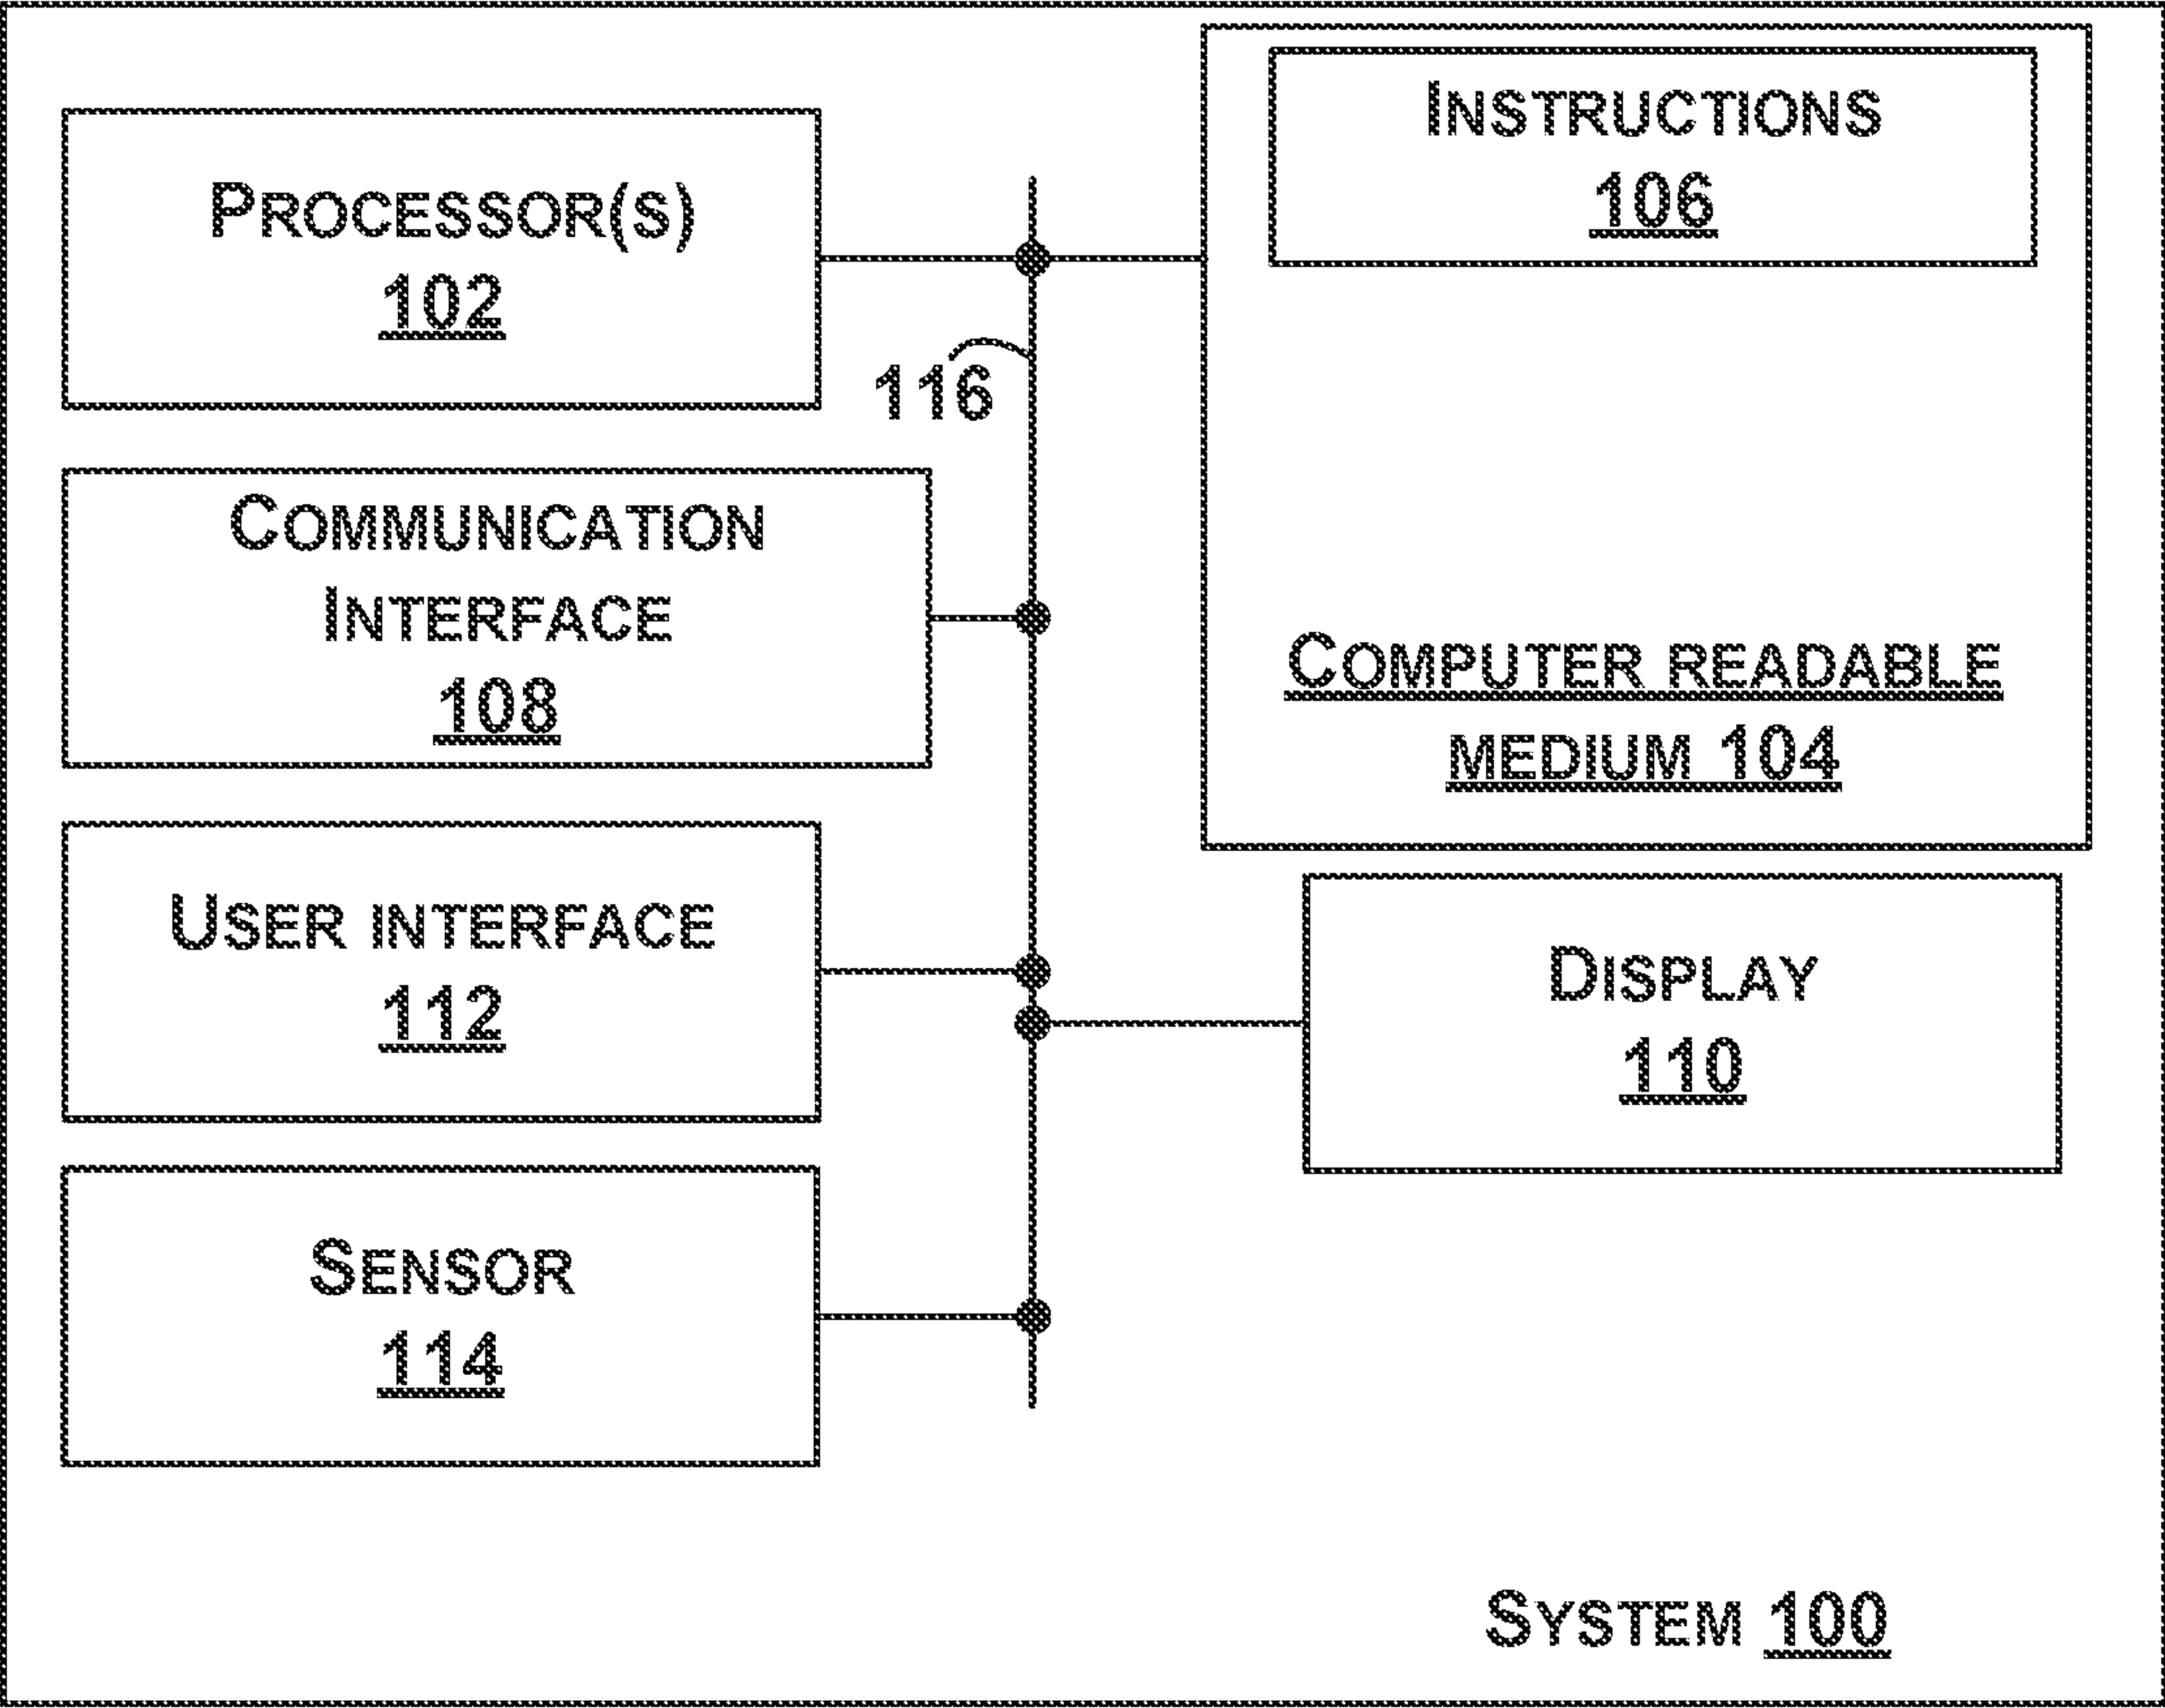 PROCESSOR(S)
102
116
COMMUNICATION
INTERFACE
108
USER INTERFACE
112
SENSOR
114
INSTRUCTIONS
106
COMPUTER READABLE
MEDIUM 104
DISPLAY
110
SYSTEM 100